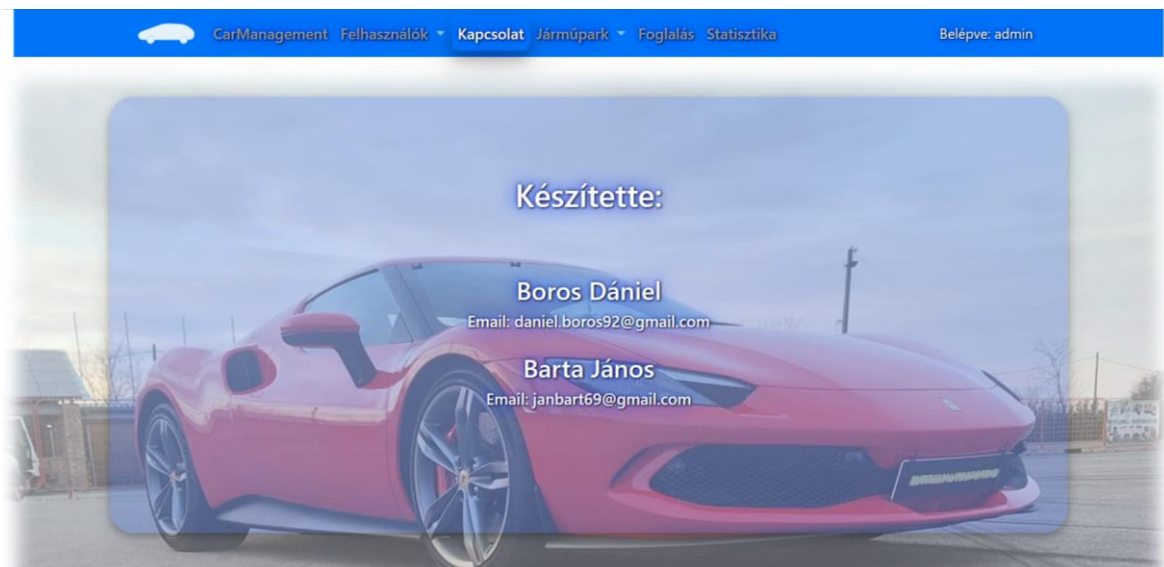 CarManagement Felhasználók Kapcsolat Járműpark Foglalás Statisztika Belépve: admin
Készítette:
Boros Dániel
Email: daniel.boros92@gmail.com
Barta János
Email: janbart69@gmail.com